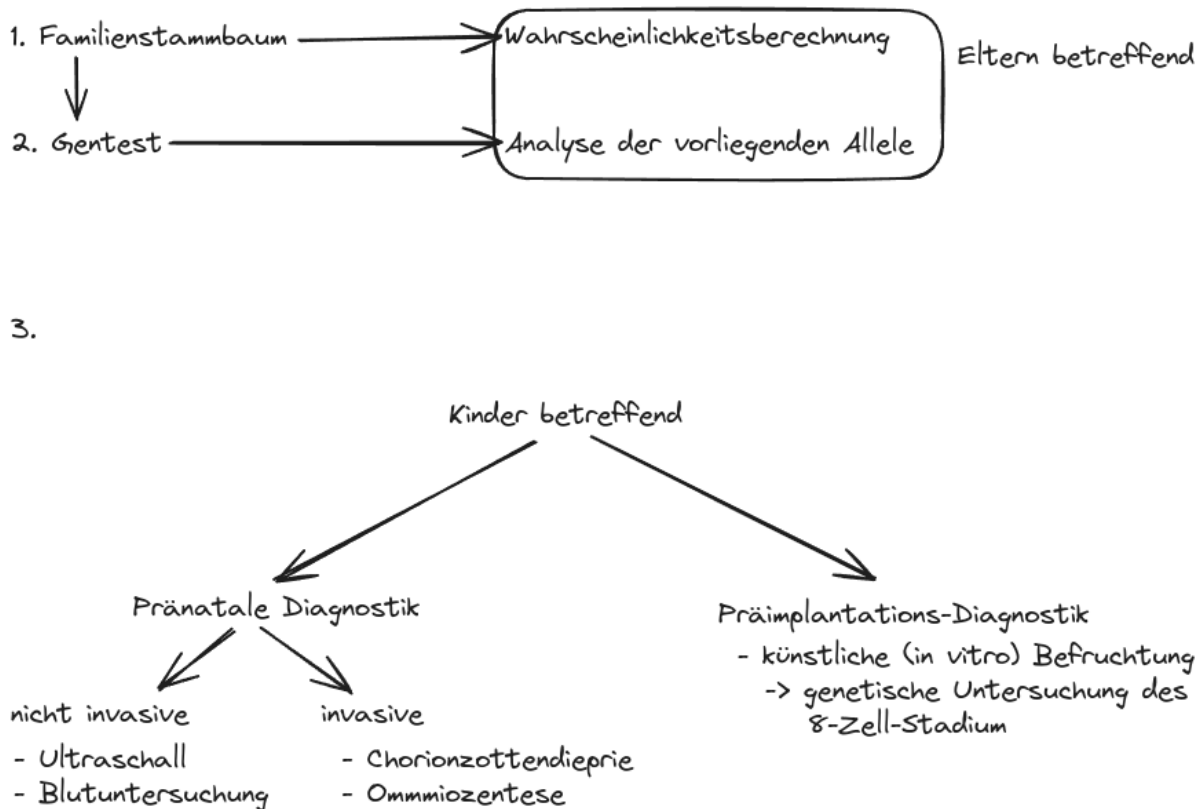 1. Familienstammbaum
Wahrscheinlichkeitsberechnung
Eltern betreffend
2. Gentest
Analyse der vorliegenden Allele
3.
Kinder betreffend
Pränatale Diagnostik
nicht invasive
- Ultraschall
- Blutuntersuchung
invasive
- Chorionzottendieprie
- Ommmiozentese
Präimplantations-Diagnostik
- künstliche (in vitro) Befruchtung
-> genetische Untersuchung des
8-Zell-Stadium